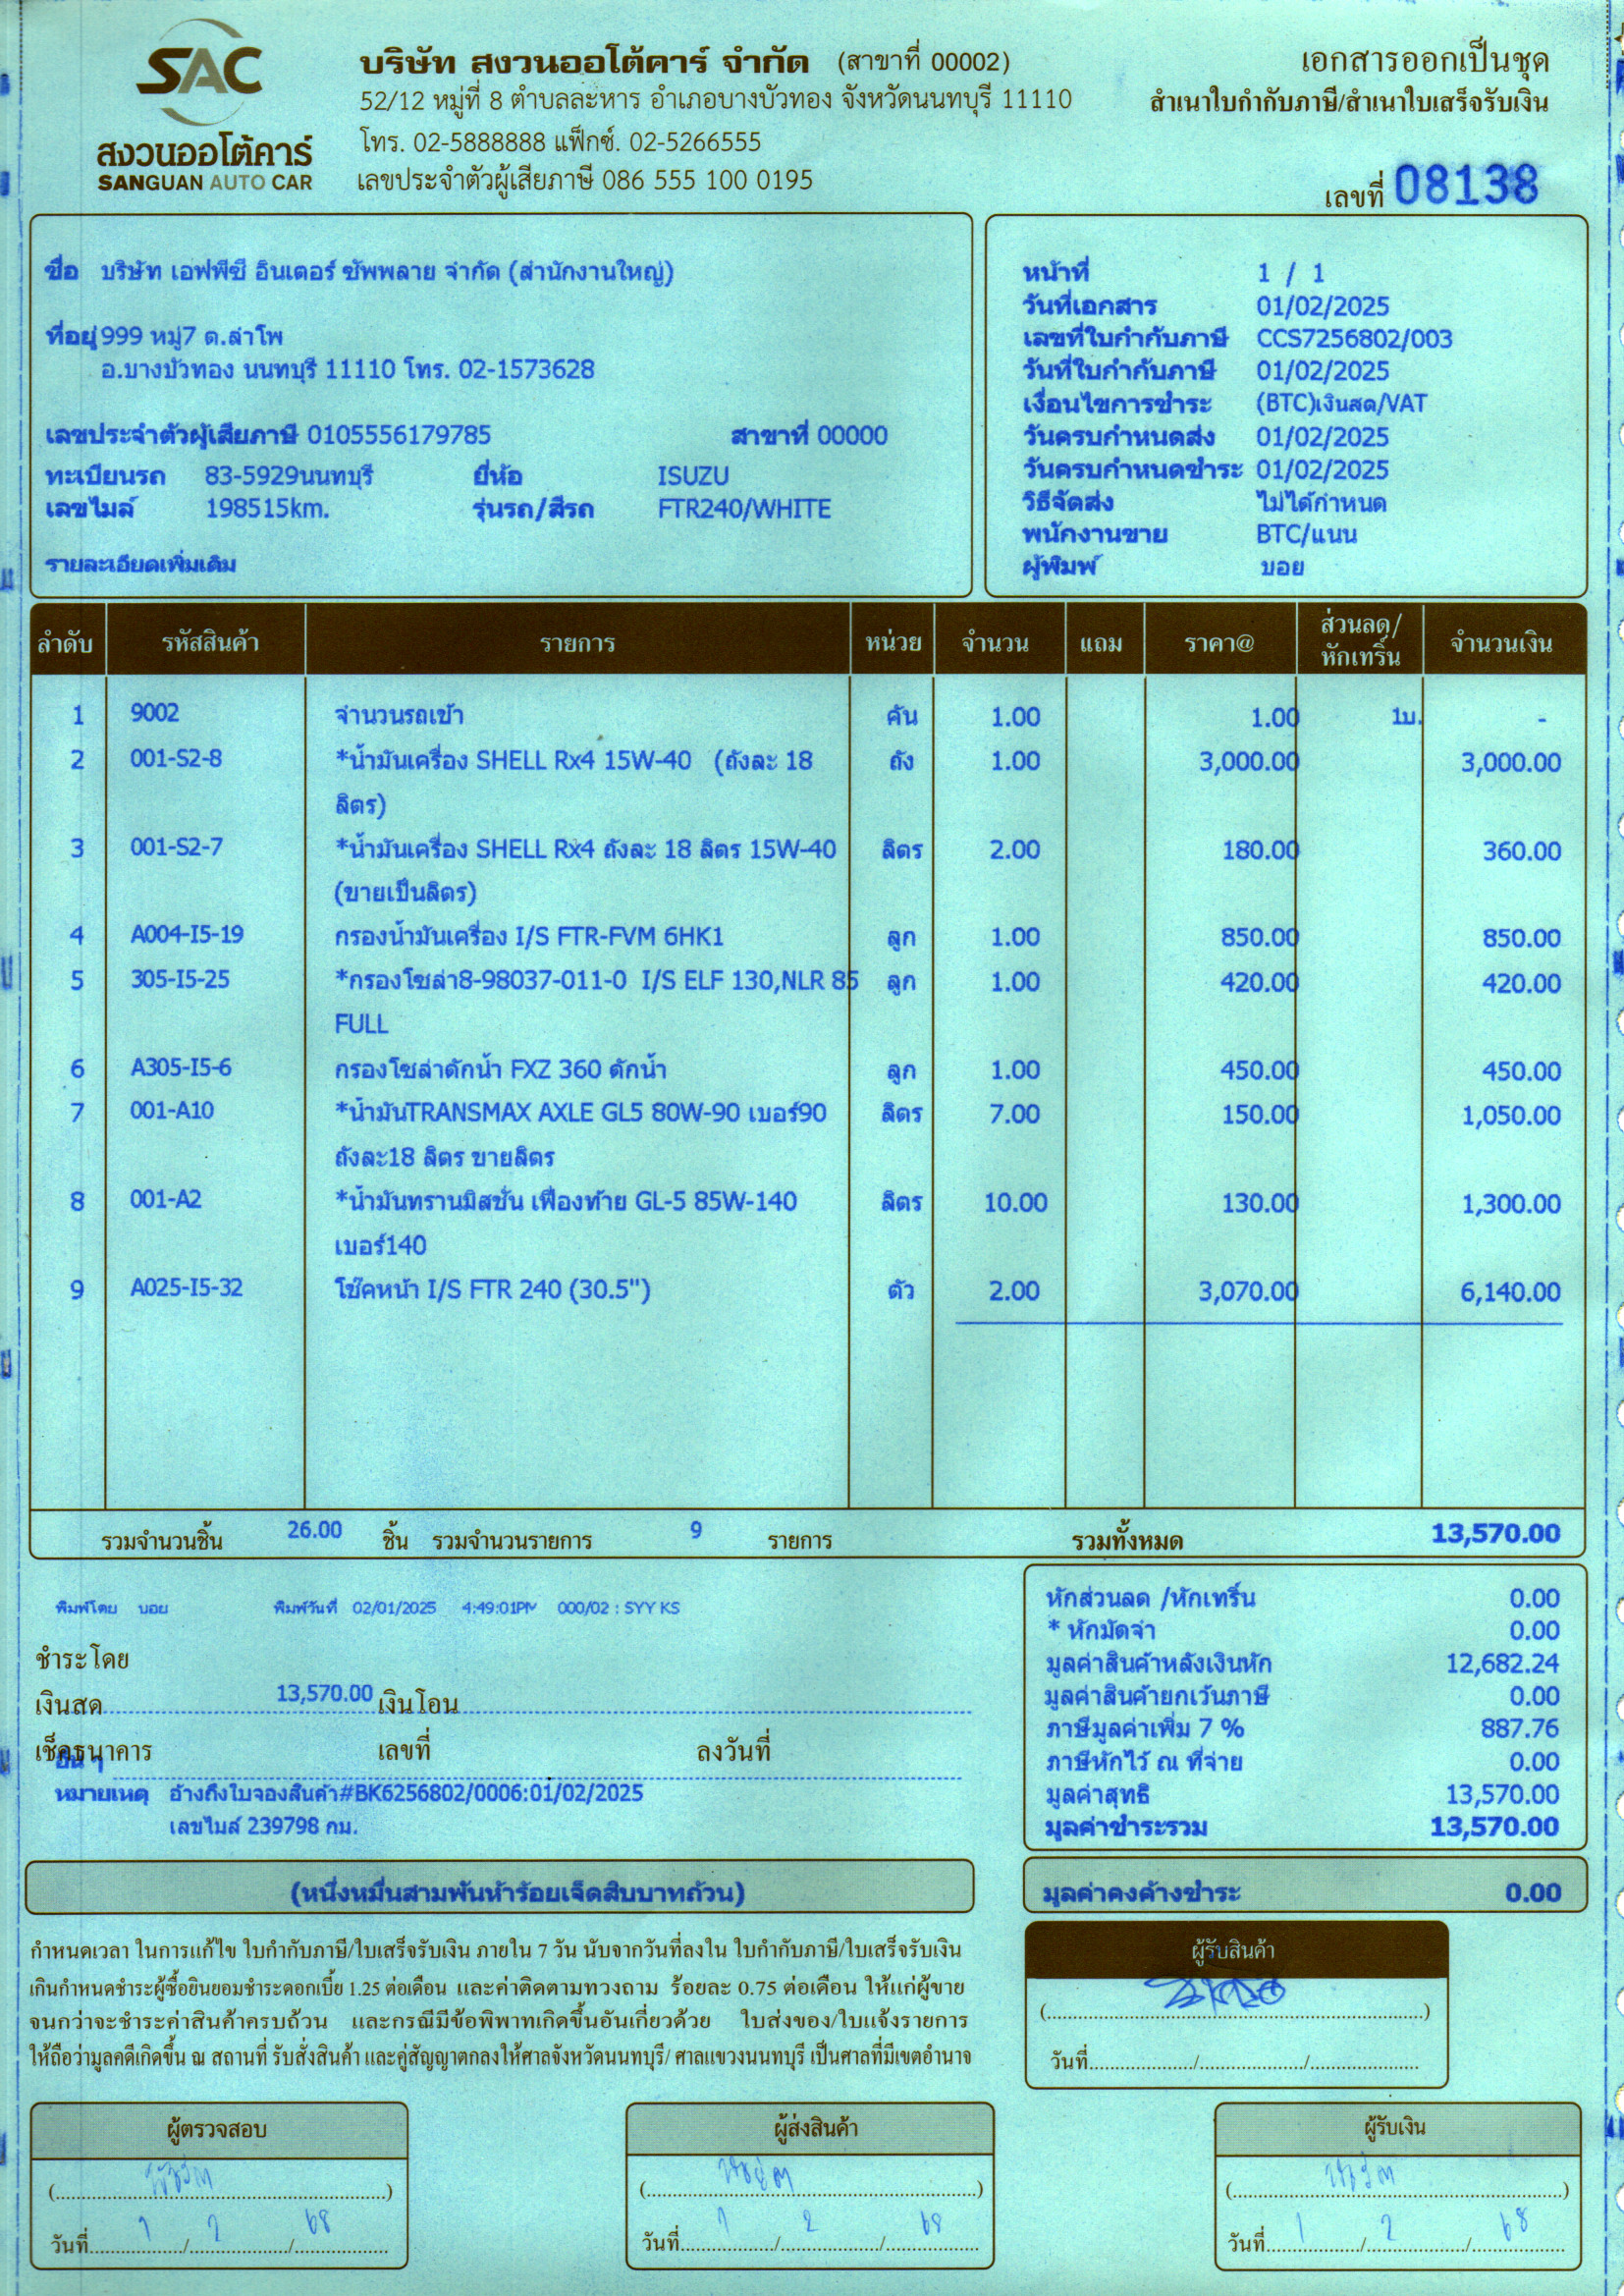 SAC
สงวนออโต้คาร์
SANGUAN AUTO CAR
บริษัท สงวนออโต้คาร์ จำกัด (สาขาที่ 00002)
52/12 หมู่ที่ 8 ตำบลละหาร อำเภอบางบัวทอง จังหวัดนนทบุรี 11110
โทร. 02-5888888 แฟ็กซ์. 02-5266555
เลขประจำตัวผู้เสียภาษี 086 555 100 0195
เอกสารออกเป็นชุด
สำเนาใบกำกับภาษี/สำเนาใบเสร็จรับเงิน
เลขที่ 08138
ชื่อ บริษัท เอฟพีซี อินเตอร์ ซัพพลาย จำกัด (สำนักงานใหญ่)
ที่อยู่ 999 หมู่7 ต.ลำโพ
อ.บางบัวทอง นนทบุรี 11110 โทร. 02-1573628
เลขประจำตัวผู้เสียภาษี 0105556179785 สาขาที่ 00000
ทะเบียนรถ 83-5929นนทบุรี ยี่ห้อ ISUZU
เลขไมล์ 198515km. รุ่นรถ/สีรถ FTR240/WHITE
รายละเอียดเพิ่มเติม
หน้าที่ 1 / 1
วันที่เอกสาร 01/02/2025
เลขที่ใบกำกับภาษี CCS7256802/003
วันที่ใบกำกับภาษี 01/02/2025
เงื่อนไขการชำระ (BTC)เงินสด/VAT
วันครบกำหนดส่ง 01/02/2025
วันครบกำหนดชำระ 01/02/2025
วิธีจัดส่ง ไม่ได้กำหนด
พนักงานขาย BTC/แนน
ผู้พิมพ์ บอย
ลำดับ รหัสสินค้า รายการ หน่วย จำนวน แถม ราคา@ ส่วนลด/หักเทริ์น จำนวนเงิน
1 9002 จำนวนรถเข้า คัน 1.00 1.00 1บ. -
2 001-S2-8 *น้ำมันเครื่อง SHELL Rx4 15W-40 (ถังละ 18 ถัง 1.00 3,000.00 3,000.00
ลิตร)
3 001-S2-7 *น้ำมันเครื่อง SHELL Rx4 ถังละ 18 ลิตร 15W-40 ลิตร 2.00 180.00 360.00
(ขายเป็นลิตร)
4 A004-I5-19 กรองน้ำมันเครื่อง I/S FTR-FVM 6HK1 ลูก 1.00 850.00 850.00
5 305-I5-25 *กรองโซล่า8-98037-011-0 I/S ELF 130,NLR 85 ลูก 1.00 420.00 420.00
FULL
6 A305-I5-6 กรองโซล่าดักน้ำ FXZ 360 ดักน้ำ ลูก 1.00 450.00 450.00
7 001-A10 *น้ำมันTRANSMAX AXLE GL5 80W-90 เบอร์90 ลิตร 7.00 150.00 1,050.00
ถังละ18 ลิตร ขายลิตร
8 001-A2 *น้ำมันทรานมิสชั่น เฟืองท้าย GL-5 85W-140 ลิตร 10.00 130.00 1,300.00
เบอร์140
9 A025-I5-32 โช๊คหน้า I/S FTR 240 (30.5") ตัว 2.00 3,070.00 6,140.00
รวมจำนวนชิ้น 26.00 ชิ้น รวมจำนวนรายการ 9 รายการ รวมทั้งหมด 13,570.00
พิมพ์โดย บอย พิมพ์วันที่ 02/01/2025 4:49:01PM 000/02 : SYY KS
ชำระโดย
เงินสด 13,570.00 เงินโอน
เช็คธนาคาร เลขที่ ลงวันที่
อื่น ๆ
หมายเหตุ อ้างถึงใบจองสินค้า#BK6256802/0006:01/02/2025
เลขไมล์ 239798 กม.
หักส่วนลด /หักเทริ์น 0.00
* หักมัดจำ 0.00
มูลค่าสินค้าหลังเงินหัก 12,682.24
มูลค่าสินค้ายกเว้นภาษี 0.00
ภาษีมูลค่าเพิ่ม 7 % 887.76
ภาษีหักไว้ ณ ที่จ่าย 0.00
มูลค่าสุทธิ 13,570.00
มูลค่าชำระรวม 13,570.00
(หนึ่งหมื่นสามพันห้าร้อยเจ็ดสิบบาทถ้วน)
มูลค่าคงค้างชำระ 0.00
กำหนดเวลา ในการแก้ไข ใบกำกับภาษี/ใบเสร็จรับเงิน ภายใน 7 วัน นับจากวันที่ลงใน ใบกำกับภาษี/ใบเสร็จรับเงิน
เกินกำหนดชำระผู้ซื้อยินยอมชำระดอกเบี้ย 1.25 ต่อเดือน และค่าติดตามทวงถาม ร้อยละ 0.75 ต่อเดือน ให้แก่ผู้ขาย
จนกว่าจะชำระค่าสินค้าครบถ้วน และกรณีมีข้อพิพาทเกิดขึ้นอันเกี่ยวด้วย ใบส่งของ/ใบแจ้งรายการ
ให้ถือว่ามูลคดีเกิดขึ้น ณ สถานที่ รับสั่งสินค้า และคู่สัญญาตกลงให้ศาลจังหวัดนนทบุรี/ ศาลแขวงนนทบุรี เป็นศาลที่มีเขตอำนาจ
ผู้รับสินค้า
วันที่
ผู้ตรวจสอบ
วันที่ 1 / 2 / 68
ผู้ส่งสินค้า
วันที่ 1 / 2 / 68
ผู้รับเงิน
วันที่ 1 / 2 / 68